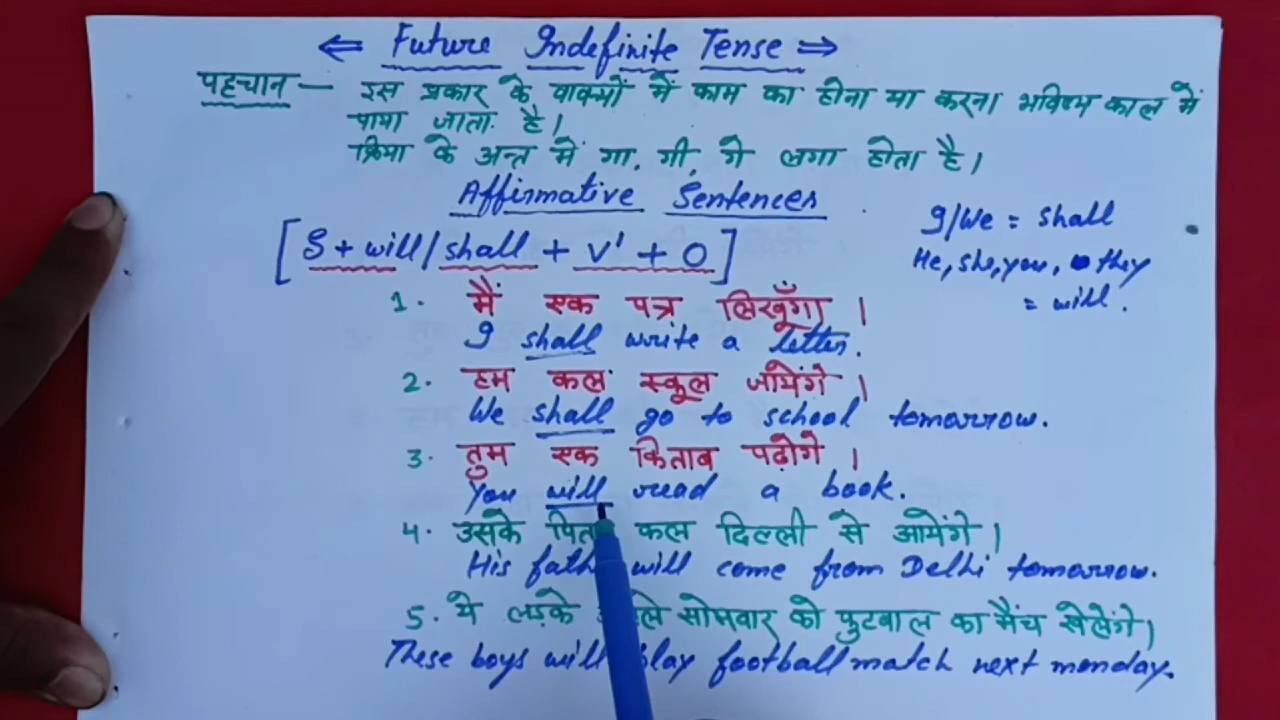 ⇐ Future Indefinite Tense ⇒
पहचान — इस प्रकार के वाक्यों में काम का होना या करना भविष्य काल में
पाया जाता है।
क्रिया के अन्त में गा, गी, गे लगा होता है।
Affirmative Sentences
[S + will/shall + V¹ + O]
I/We = shall
He, she, you, they
= will.
1. मैं एक पत्र लिखूँगा।
I shall write a letter.
2. हम कल स्कूल जायेंगे।
We shall go to school tomorrow.
3. तुम एक किताब पढ़ोगे।
You will read a book.
4. उसके कल दिल्ली से आयेंगे।
His will come from Delhi tomorrow.
5. ये लड़के सोमवार को फुटबाल का मैंच खेलेंगे।
These boys will football match next monday.